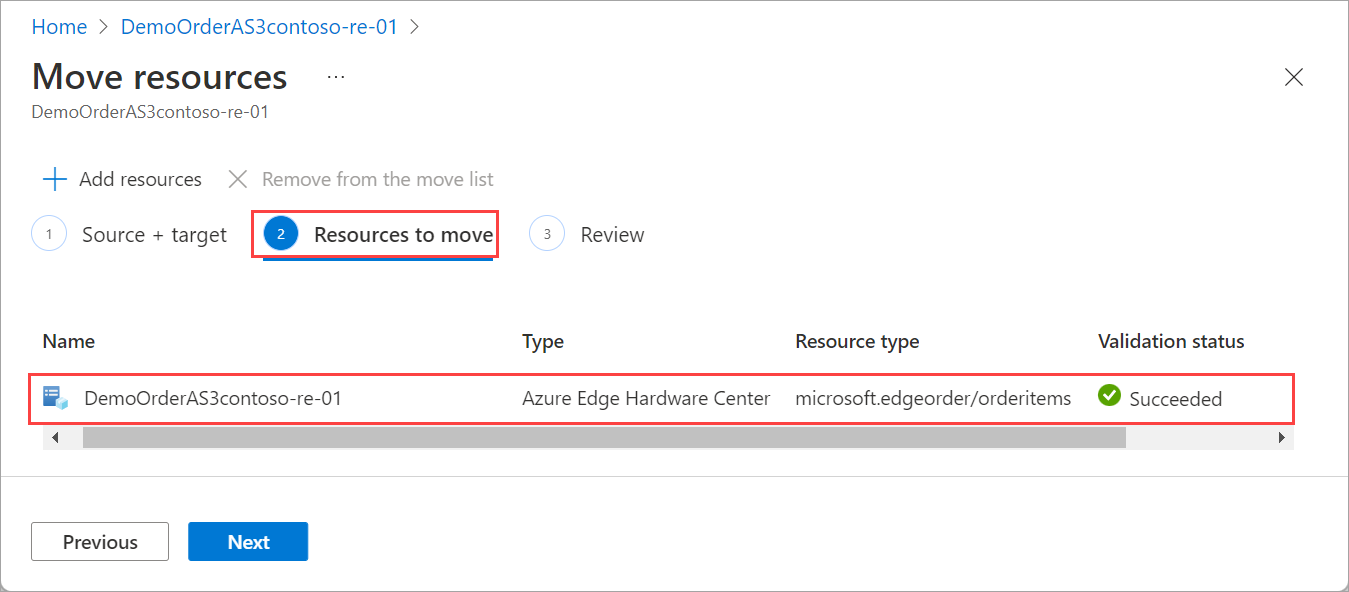 Home > DemoOrderAS3contoso-re-01 >
Move resources ...
DemoOrderAS3contoso-re-01
Add resources Remove from the move list
1 Source + target 2 Resources to move 3 Review
Name Type Resource type Validation status
DemoOrderAS3contoso-re-01 Azure Edge Hardware Center microsoft.edgeorder/orderitems Succeeded
Previous Next